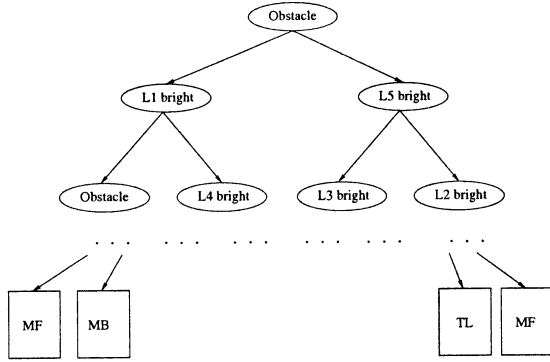 Obstacle
L1 bright
L5 bright
Obstacle
L4 bright
L3 bright
L2 bright
. . . . . . . . . . . . . . . . . .
MF
MB
TL
MF